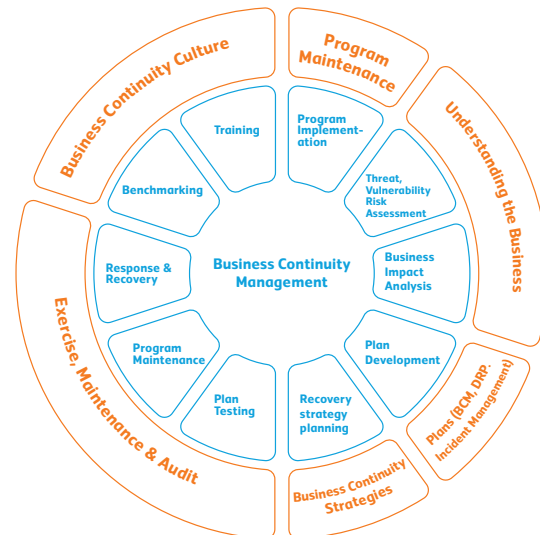 Business Continuity Culture
Program
Maintenance
Understanding the Business
Plans (BCM, DRP.
Incident Management)
Business Continuity
Strategies
Exercise, Maintenance & Audit
Training
Program
Implement-
ation
Threat,
Vulnerability
Risk
Assessment
Business
Impact
Analysis
Plan
Development
Recovery
strategy
planning
Plan
Testing
Program
Maintenance
Response &
Recovery
Benchmarking
Business Continuity
Management